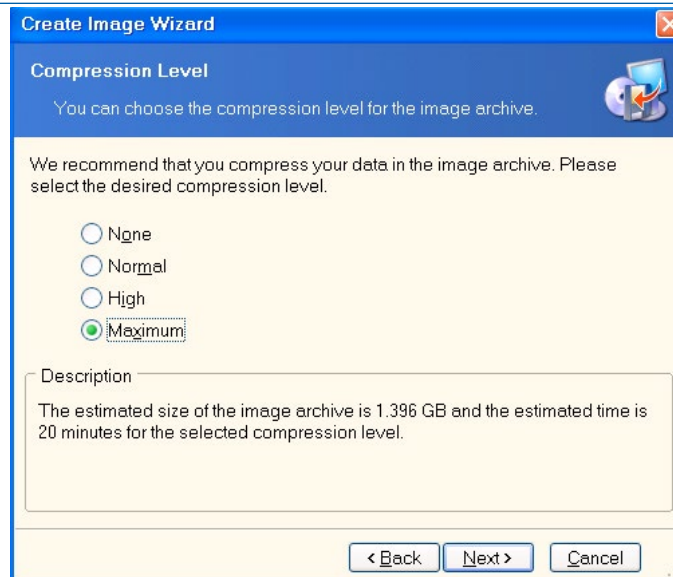 Create Image Wizard
Compression Level
You can choose the compression level for the image archive.
We recommend that you compress your data in the image archive. Please
select the desired compression level.
None
Normal
High
Maximum
Description
The estimated size of the image archive is 1.396 GB and the estimated time is
20 minutes for the selected compression level.
< Back Next > Cancel